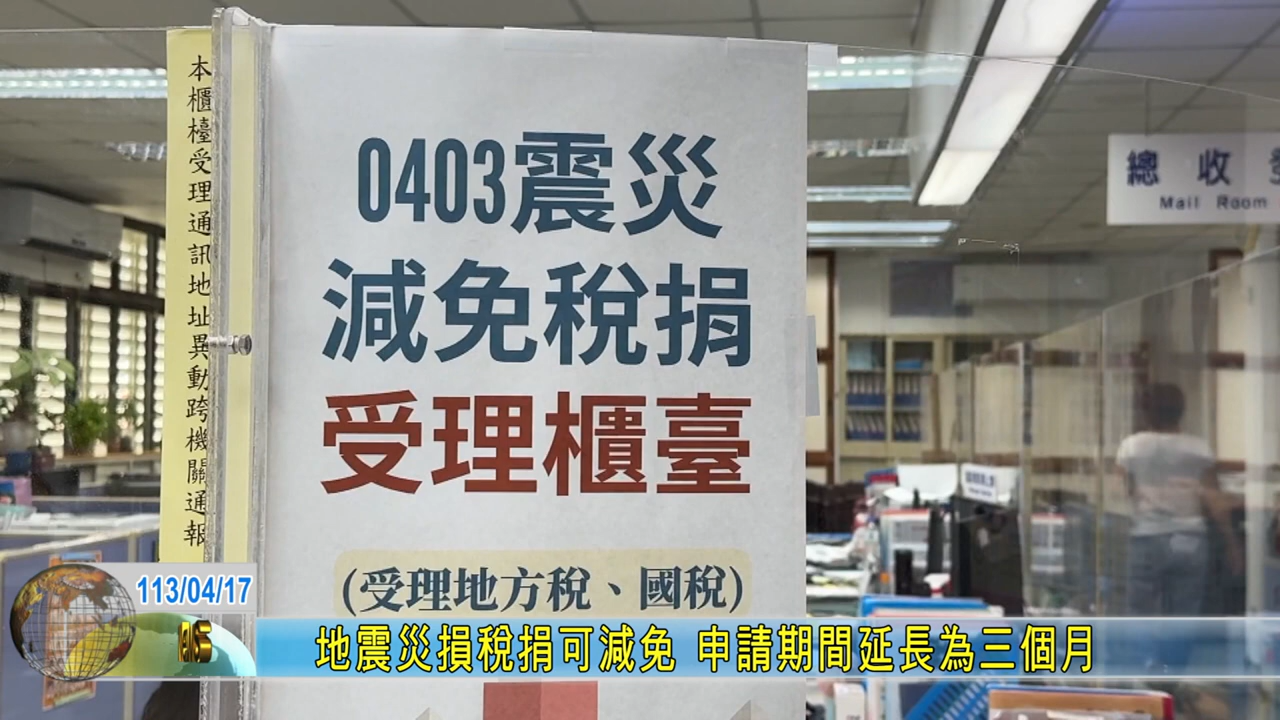 本櫃檯受理通訊地址異動跨機關通報
0403震災
減免稅捐
受理櫃臺
(受理地方稅、國稅)
總收
Mail Room
113/04/17
地震災損稅捐可減免 申請期間延長為三個月